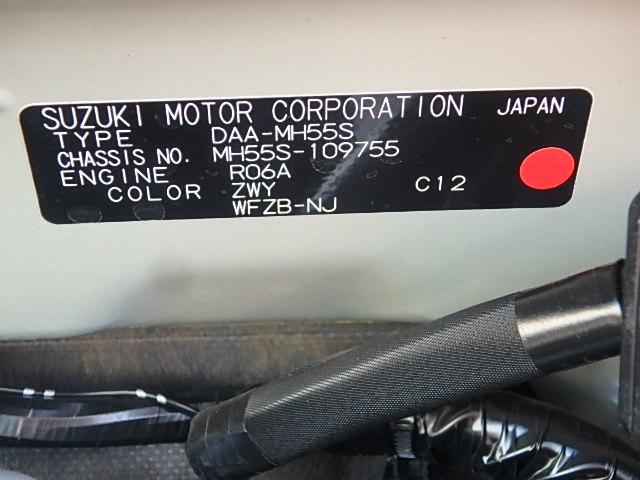 SUZUKI MOTOR CORPORATION JAPAN
TYPE DAA-MH55S
CHASSIS NO. MH55S-109755
ENGINE R06A
COLOR ZWY C12
WFZB-NJ